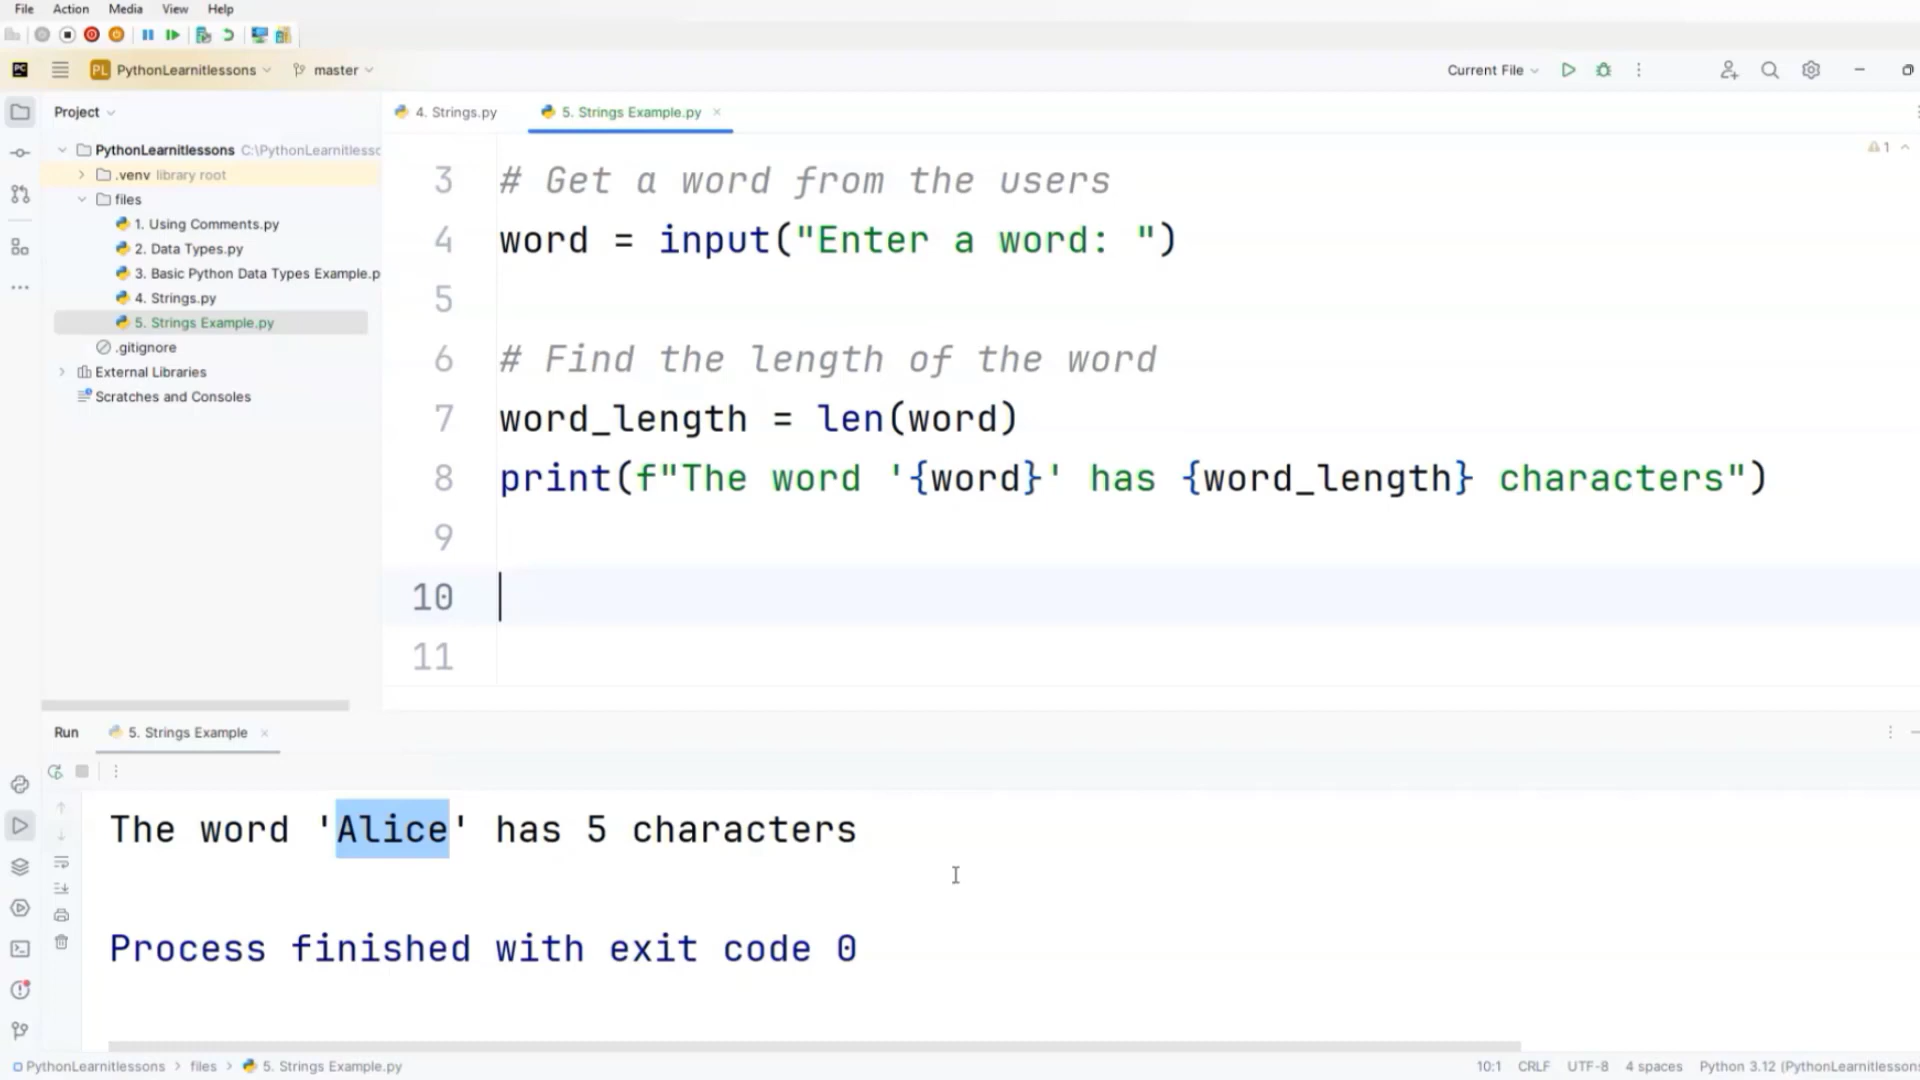 File Action Media View Help
PC PL PythonLearnitlessons master Current File
Project
4. Strings.py 5. Strings Example.py
PythonLearnitlessons C:\PythonLearnitlessc
.venv library root
files
1. Using Comments.py
2. Data Types.py
3. Basic Python Data Types Example.p
4. Strings.py
5. Strings Example.py
.gitignore
External Libraries
Scratches and Consoles
1
3 # Get a word from the users
4 word = input("Enter a word: ")
5
6 # Find the length of the word
7 word_length = len(word)
8 print(f"The word '{word}' has {word_length} characters")
9
10
11
Run 5. Strings Example
The word 'Alice' has 5 characters
Process finished with exit code 0
PythonLearnitlessons > files > 5. Strings Example.py 10:1 CRLF UTF-8 4 spaces Python 3.12 (PythonLearnitlessons